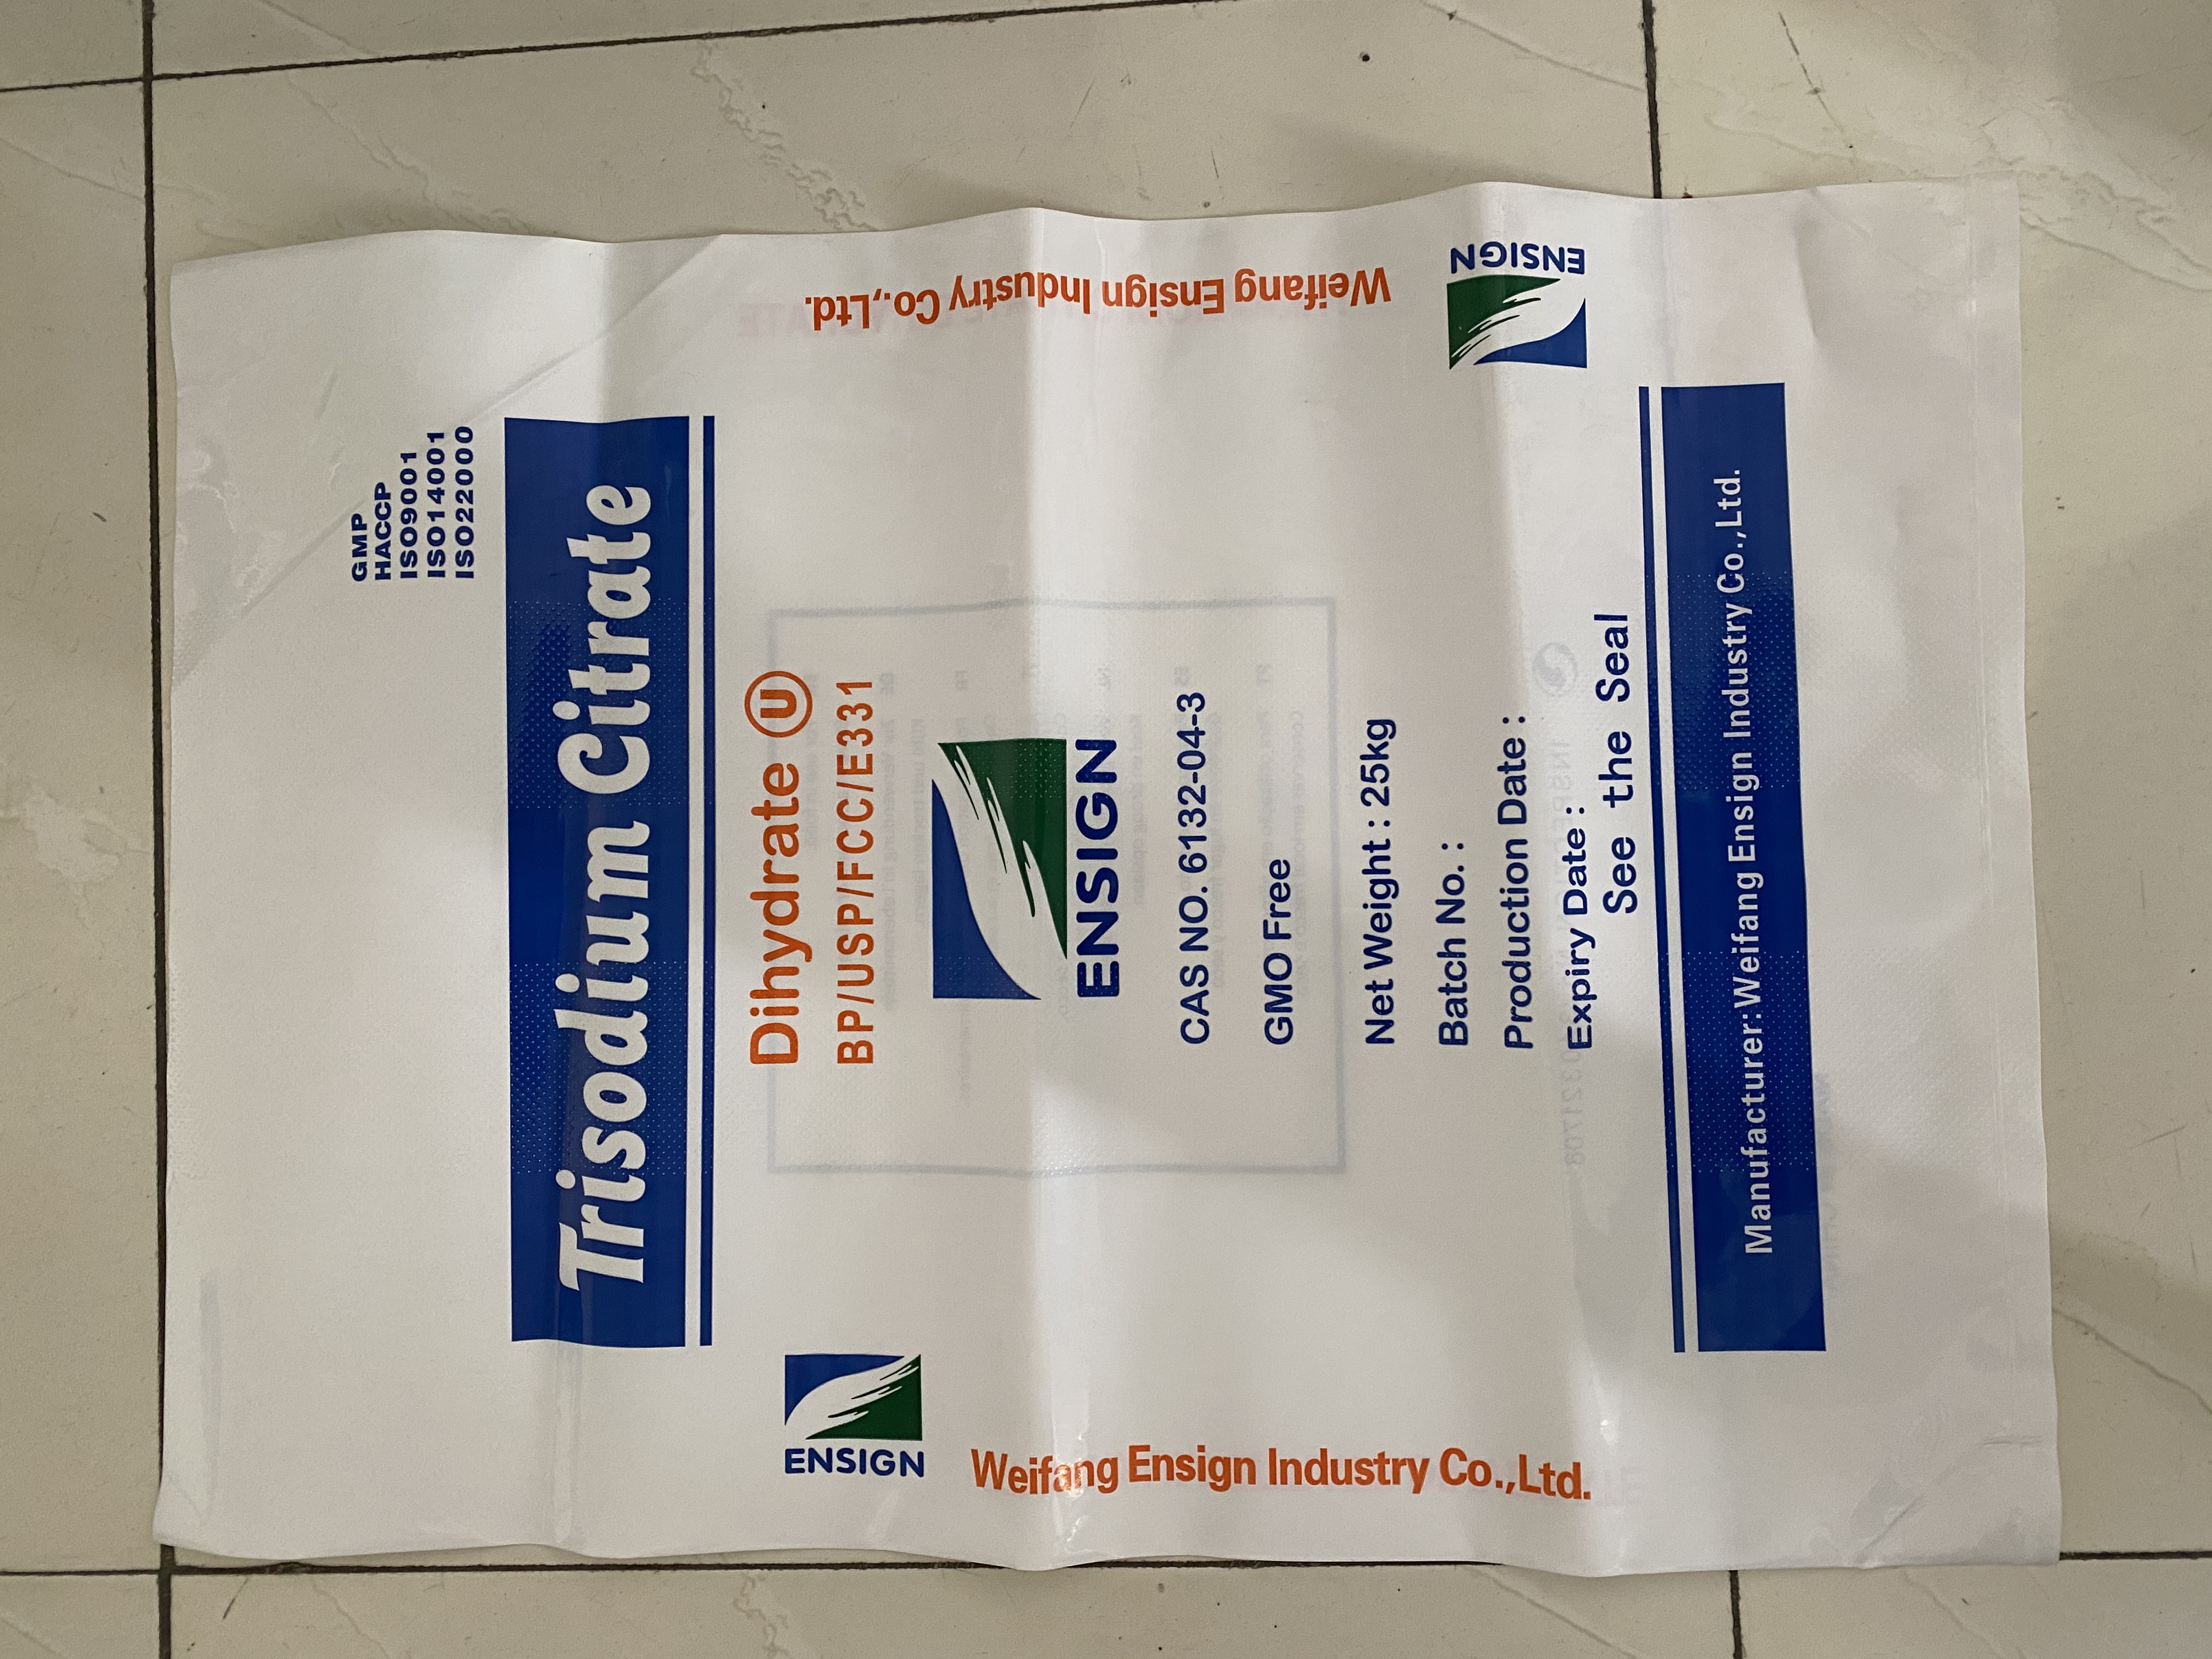 GMP
HACCP
ISO9001
ISO14001
ISO22000
Trisodium Citrate
Dihydrate U
BP/USP/FCC/E331
ENSIGN
CAS NO. 6132-04-3
GMO Free
Net Weight : 25kg
Batch No. :
Production Date :
Expiry Date :
See the Seal
Manufacturer:Weifang Ensign Industry Co.,Ltd.
ENSIGN
Weifang Ensign Industry Co.,Ltd.
ENSIGN
Weifang Ensign Industry Co.,Ltd.